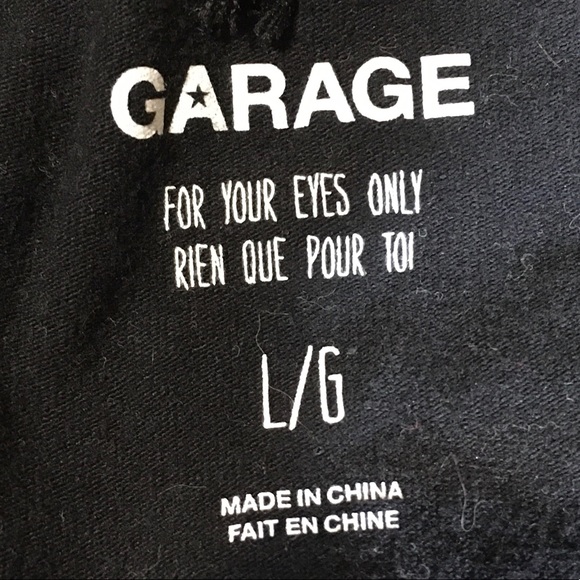 GARAGE
FOR YOUR EYES ONLY
RIEN QUE POUR TOI
L/G
MADE IN CHINA
FAIT EN CHINE